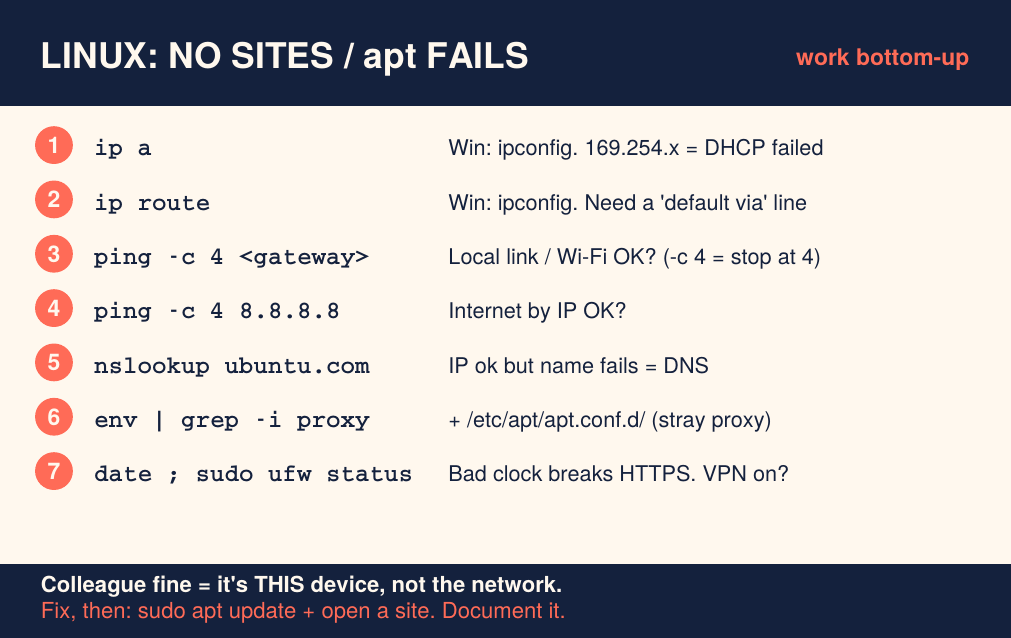 LINUX: NO SITES / apt FAILS
work bottom-up
1 ip a Win: ipconfig. 169.254.x = DHCP failed
2 ip route Win: ipconfig. Need a 'default via' line
3 ping -c 4 <gateway> Local link / Wi-Fi OK? (-c 4 = stop at 4)
4 ping -c 4 8.8.8.8 Internet by IP OK?
5 nslookup ubuntu.com IP ok but name fails = DNS
6 env | grep -i proxy + /etc/apt/apt.conf.d/ (stray proxy)
7 date ; sudo ufw status Bad clock breaks HTTPS. VPN on?
Colleague fine = it's THIS device, not the network.
Fix, then: sudo apt update + open a site. Document it.